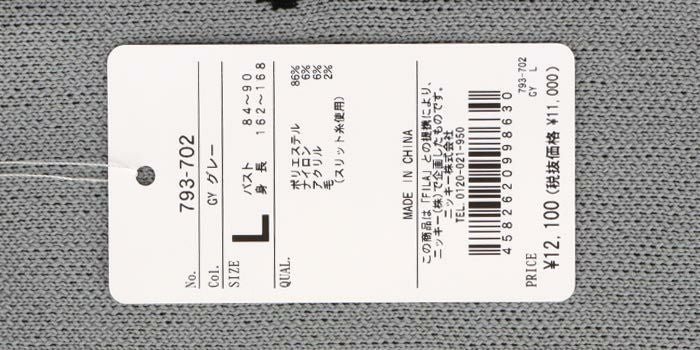 No. 793-702
Col. GY グレー
SIZE L
バスト 84～90
身長 162～168
QUAL.
ポリエステル 86%
ナイロン 6%
アクリル 6%
毛 2%
(スリット糸使用)
MADE IN CHINA
この商品は「FILA」との提携により、
ニッキー(株)で企画したものです。
ニッキー株式会社
TEL. 0120-021-950
4582620998630
793-702
GY L
PRICE
¥12,100(税抜価格 ¥11,000)